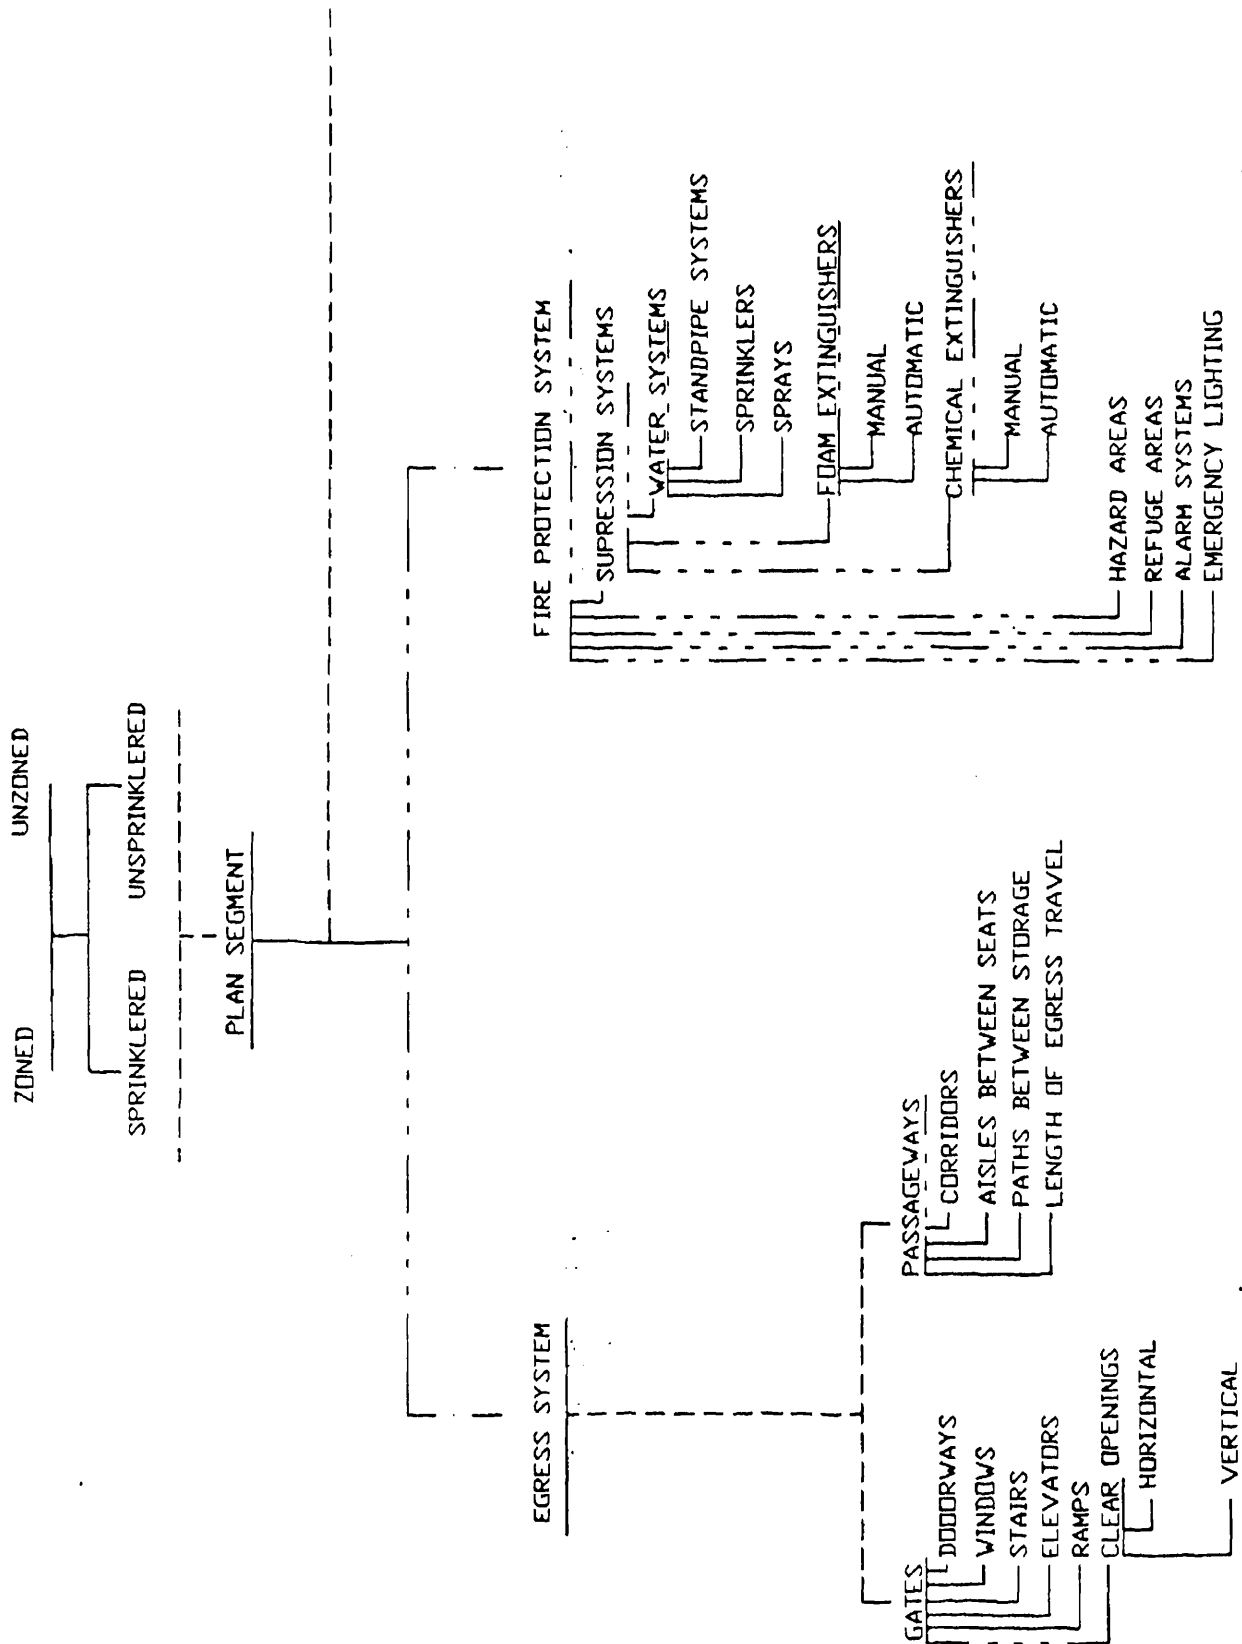 ZONED UNZONED
SPRINKLERED UNSPRINKLERED
PLAN SEGMENT
EGRESS SYSTEM
GATES
DOOORWAYS
WINDOWS
STAIRS
ELEVATORS
RAMPS
CLEAR OPENINGS
HORIZONTAL
VERTICAL
PASSAGEWAYS
CORRIDORS
AISLES BETWEEN SEATS
PATHS BETWEEN STORAGE
LENGTH OF EGRESS TRAVEL
FIRE PROTECTION SYSTEM
SUPRESSION SYSTEMS
WATER SYSTEMS
STANDPIPE SYSTEMS
SPRINKLERS
SPRAYS
FOAM EXTINGUISHERS
MANUAL
AUTOMATIC
CHEMICAL EXTINGUISHERS
MANUAL
AUTOMATIC
HAZARD AREAS
REFUGE AREAS
ALARM SYSTEMS
EMERGENCY LIGHTING